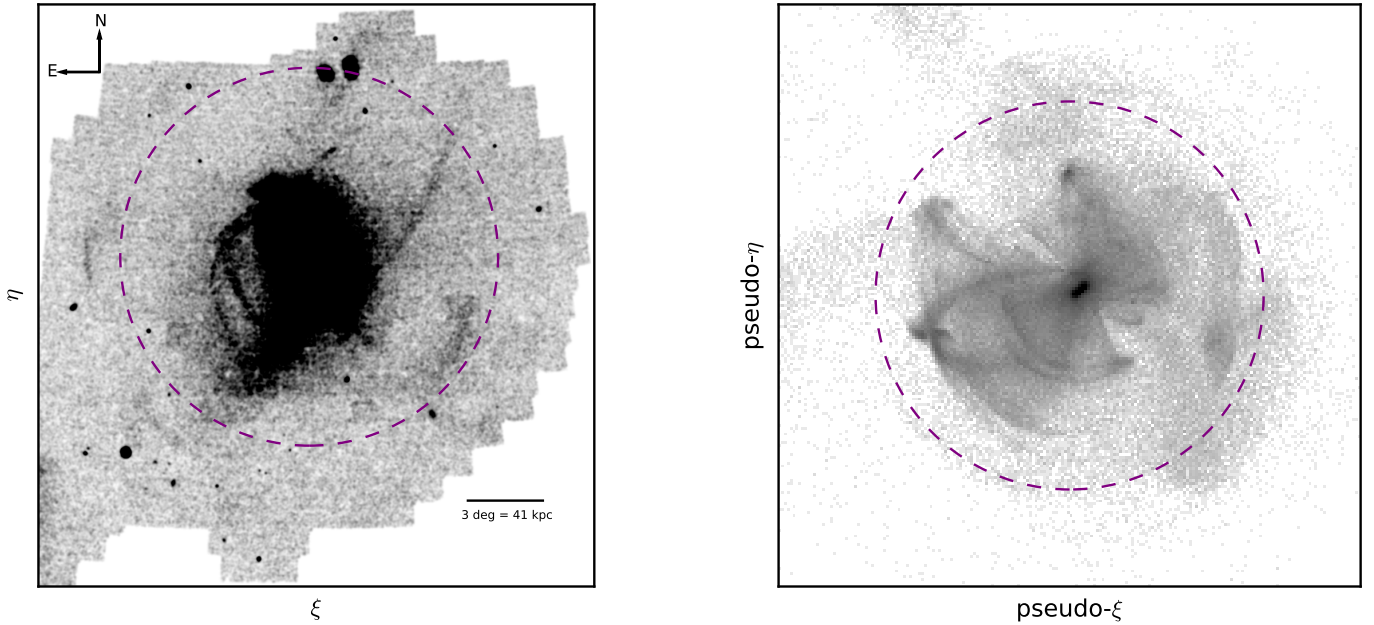 N
E
η
3 deg = 41 kpc
ξ
pseudo-η
pseudo-ξ